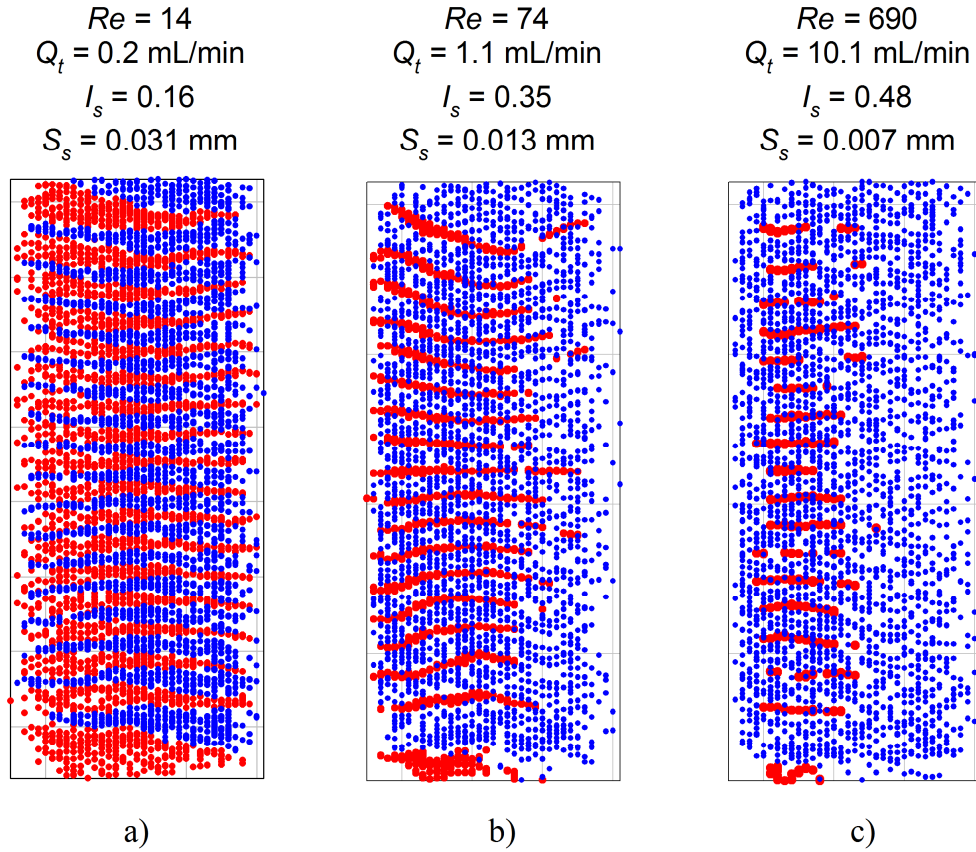 Re = 14
Qt = 0.2 mL/min
Is = 0.16
Ss = 0.031 mm
Re = 74
Qt = 1.1 mL/min
Is = 0.35
Ss = 0.013 mm
Re = 690
Qt = 10.1 mL/min
Is = 0.48
Ss = 0.007 mm
a)
b)
c)